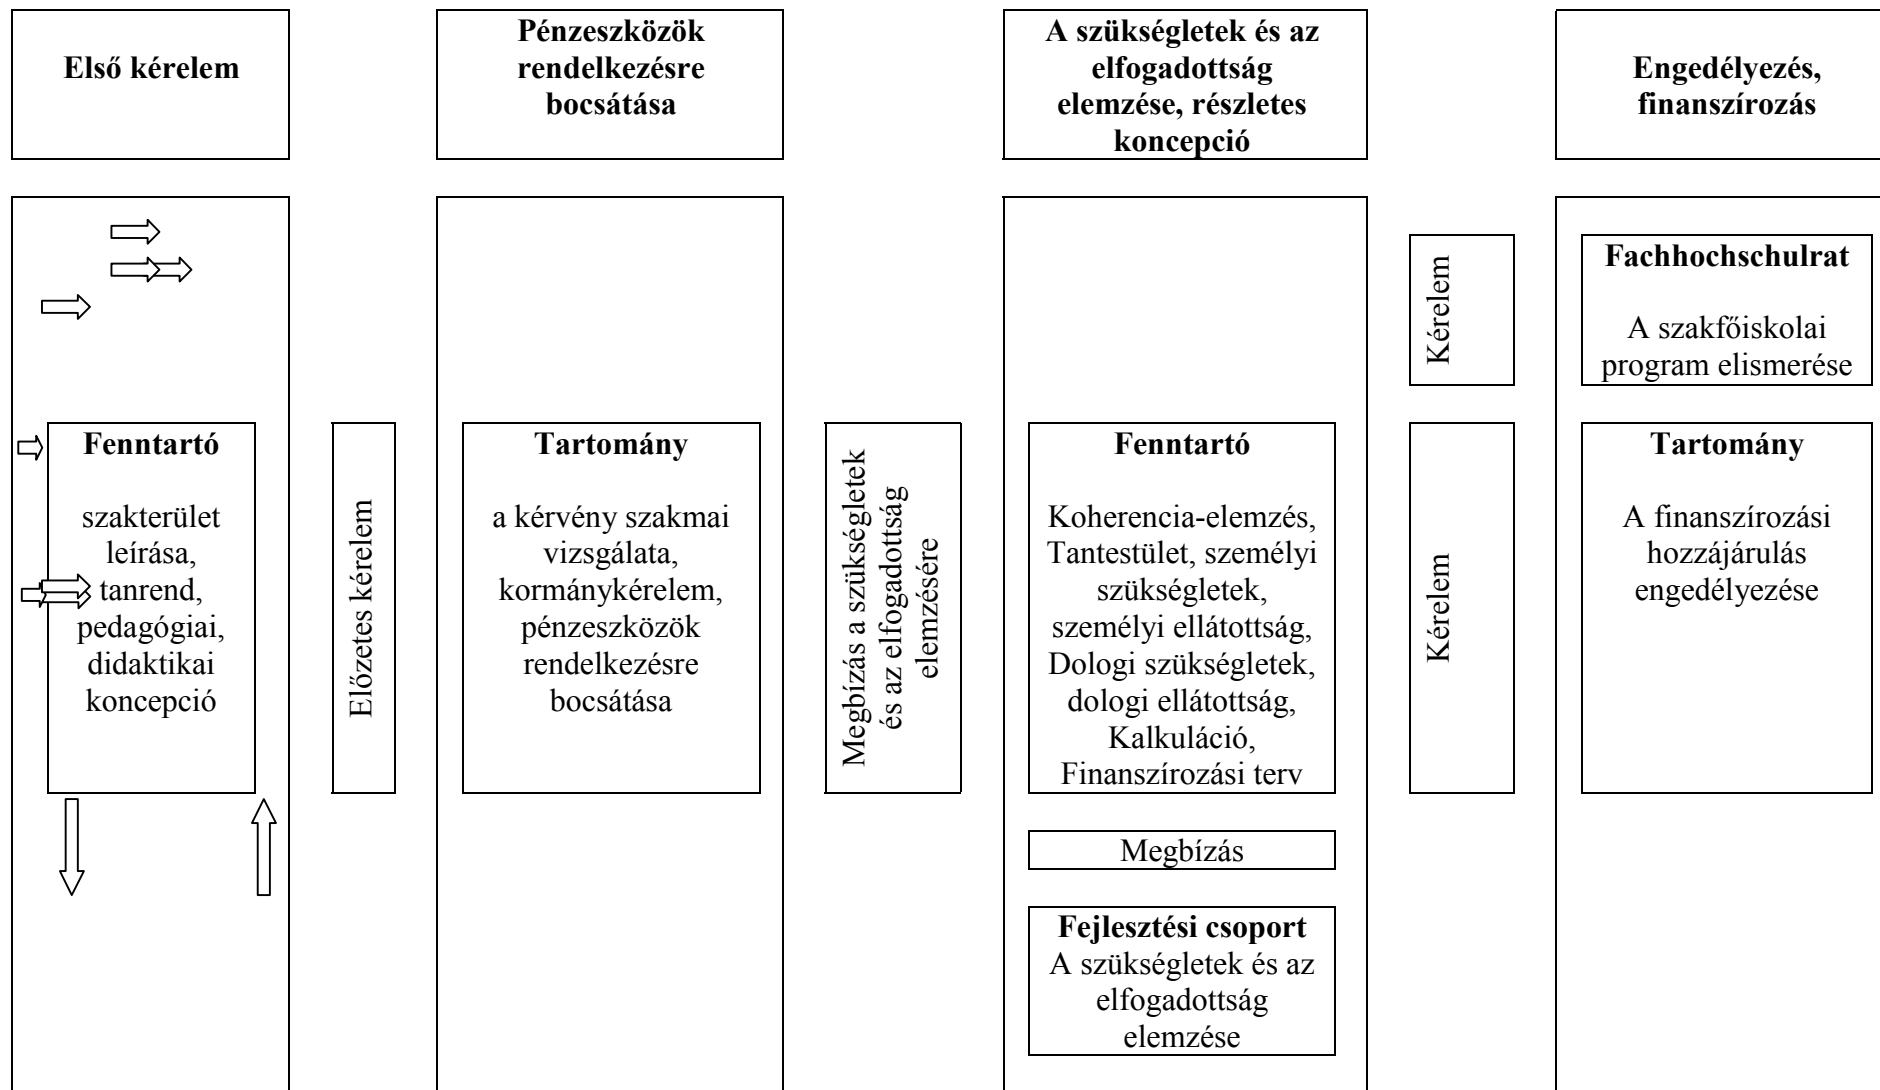 Első kérelem
Pénzeszközök
rendelkezésre
bocsátása
A szükségletek és az
elfogadottság
elemzése, részletes
koncepció
Engedélyezés,
finanszírozás
Fenntartó
szakterület
leírása,
tanrend,
pedagógiai,
didaktikai
koncepció
Előzetes kérelem
Tartomány
a kérvény szakmai
vizsgálata,
kormánykérelem,
pénzeszközök
rendelkezésre
bocsátása
Megbízás a szükségletek
és az elfogadottság
elemzésére
Fenntartó
Koherencia-elemzés,
Tantestület, személyi
szükségletek,
személyi ellátottság,
Dologi szükségletek,
dologi ellátottság,
Kalkuláció,
Finanszírozási terv
Megbízás
Fejlesztési csoport
A szükségletek és az
elfogadottság
elemzése
Kérelem
Kérelem
Fachhochschulrat
A szakfőiskolai
program elismerése
Tartomány
A finanszírozási
hozzájárulás
engedélyezése